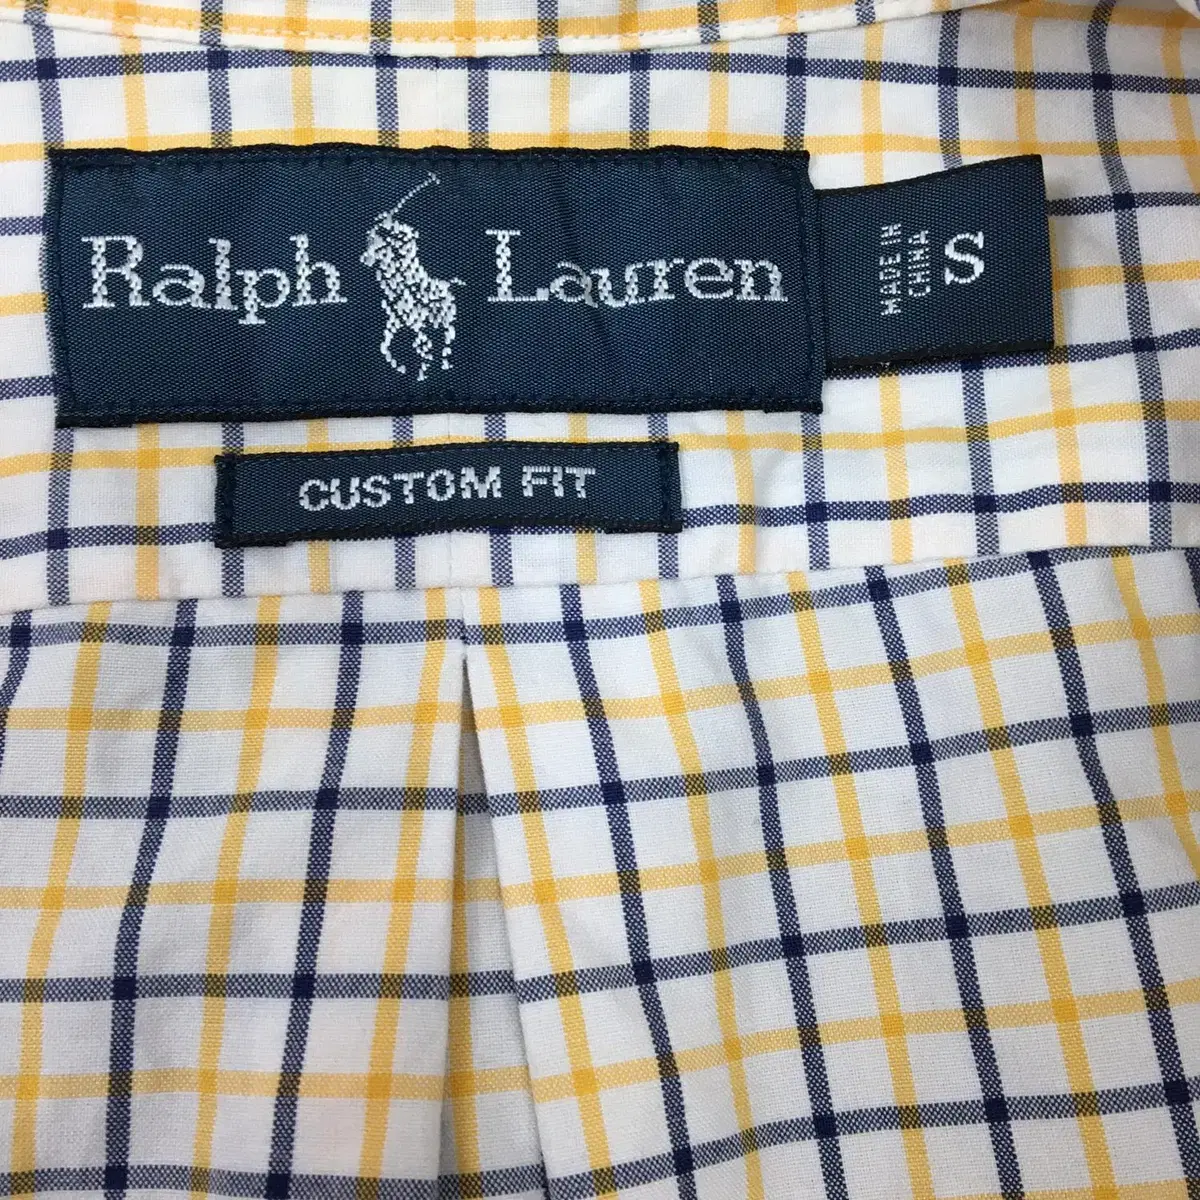 Ralph Lauren
MADE IN
CHINA
S
CUSTOM FIT